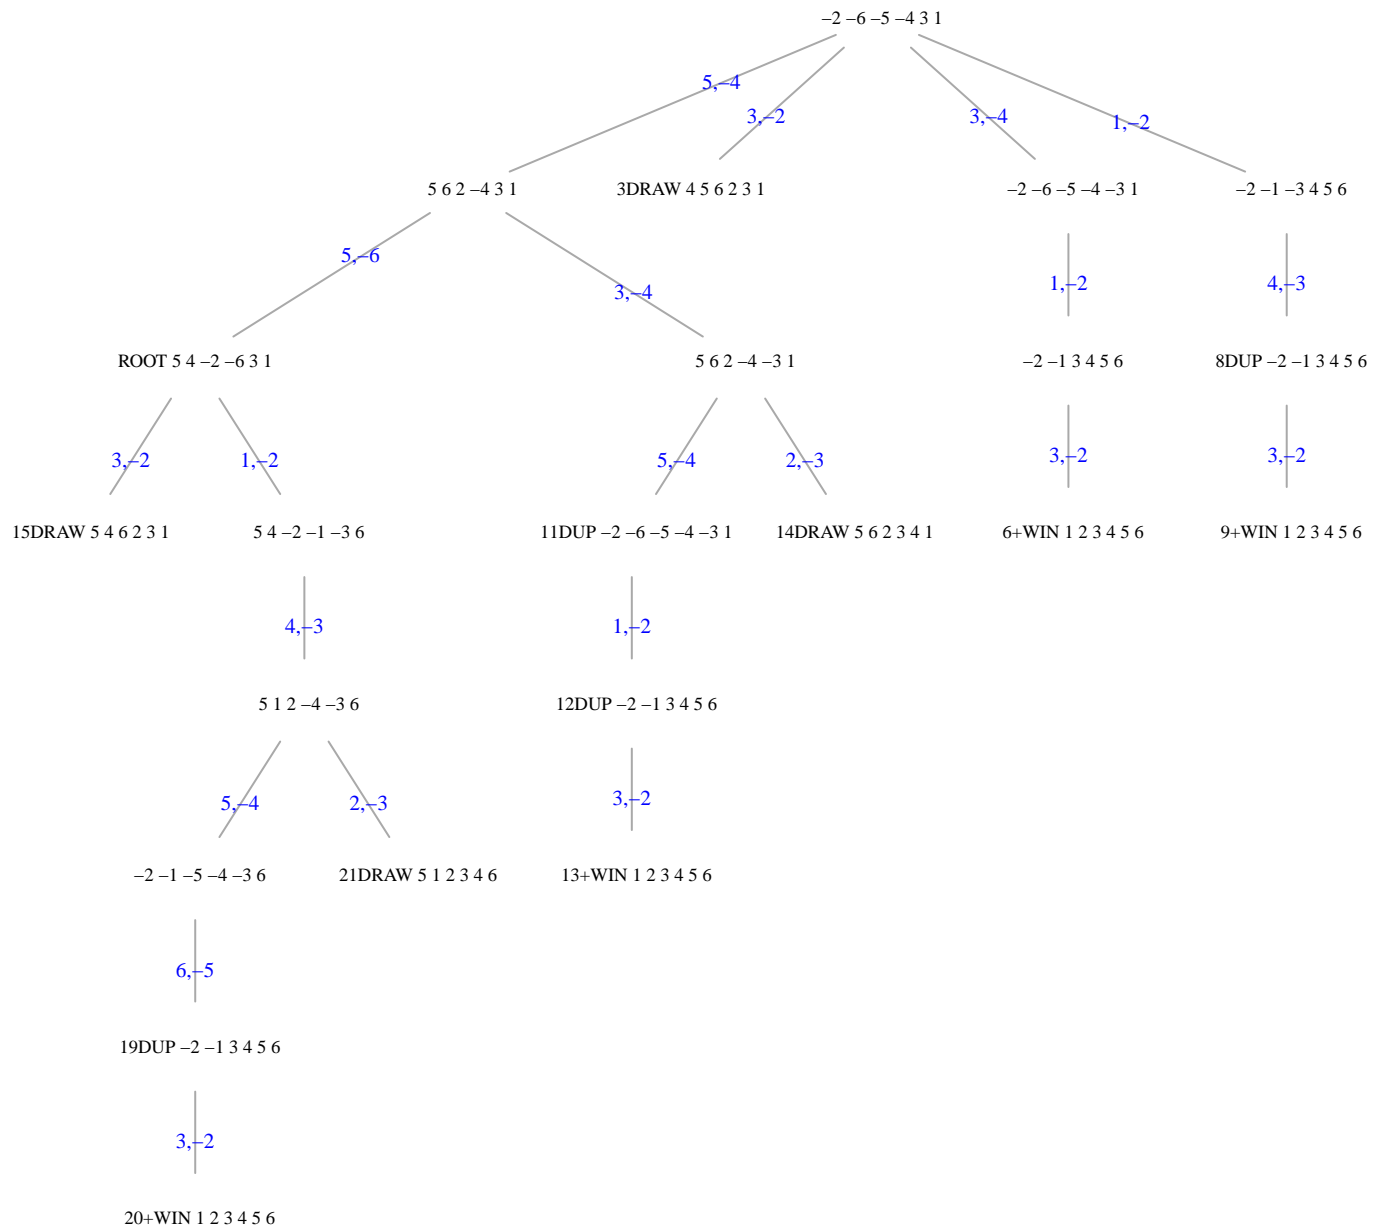 −2 −6 −5 −4 3 1
5,−4
3,−2
3,−4
1,−2
5 6 2 −4 3 1
3DRAW 4 5 6 2 3 1
−2 −6 −5 −4 −3 1
−2 −1 −3 4 5 6
5,−6
3,−4
1,−2
4,−3
ROOT 5 4 −2 −6 3 1
5 6 2 −4 −3 1
−2 −1 3 4 5 6
8DUP −2 −1 3 4 5 6
3,−2
1,−2
5,−4
2,−3
3,−2
3,−2
15DRAW 5 4 6 2 3 1
5 4 −2 −1 −3 6
11DUP −2 −6 −5 −4 −3 1
14DRAW 5 6 2 3 4 1
6+WIN 1 2 3 4 5 6
9+WIN 1 2 3 4 5 6
4,−3
1,−2
5 1 2 −4 −3 6
12DUP −2 −1 3 4 5 6
5,−4
2,−3
3,−2
−2 −1 −5 −4 −3 6
21DRAW 5 1 2 3 4 6
13+WIN 1 2 3 4 5 6
6,−5
19DUP −2 −1 3 4 5 6
3,−2
20+WIN 1 2 3 4 5 6